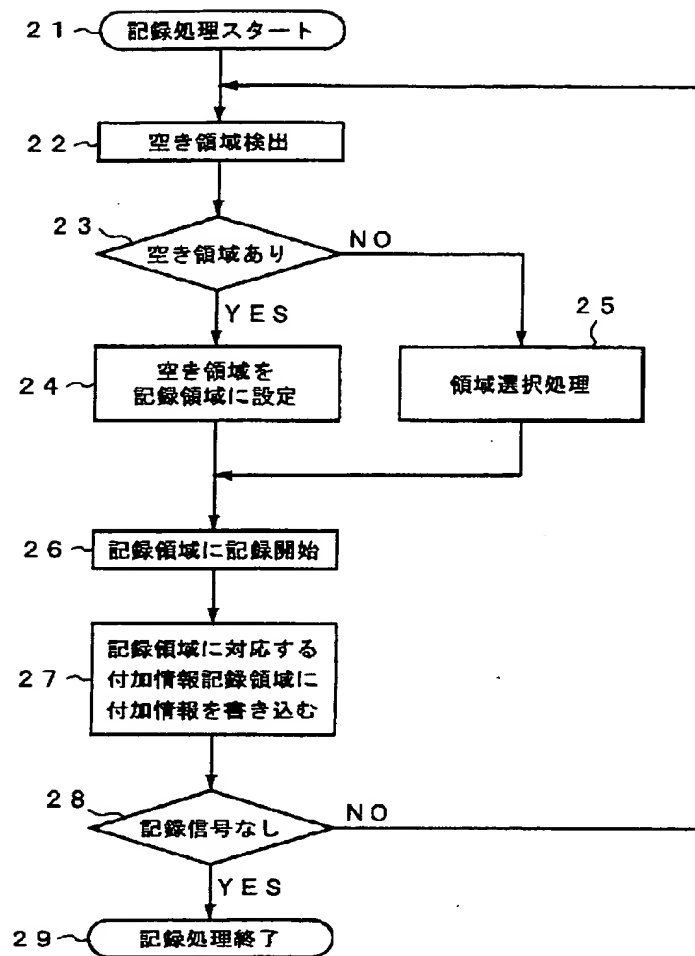 21 記録処理スタート
22 空き領域検出
23 空き領域あり NO
YES
25
24 空き領域を
記録領域に設定
領域選択処理
26 記録領域に記録開始
27 記録領域に対応する
付加情報記録領域に
付加情報を書き込む
28 記録信号なし NO
YES
29 記録処理終了